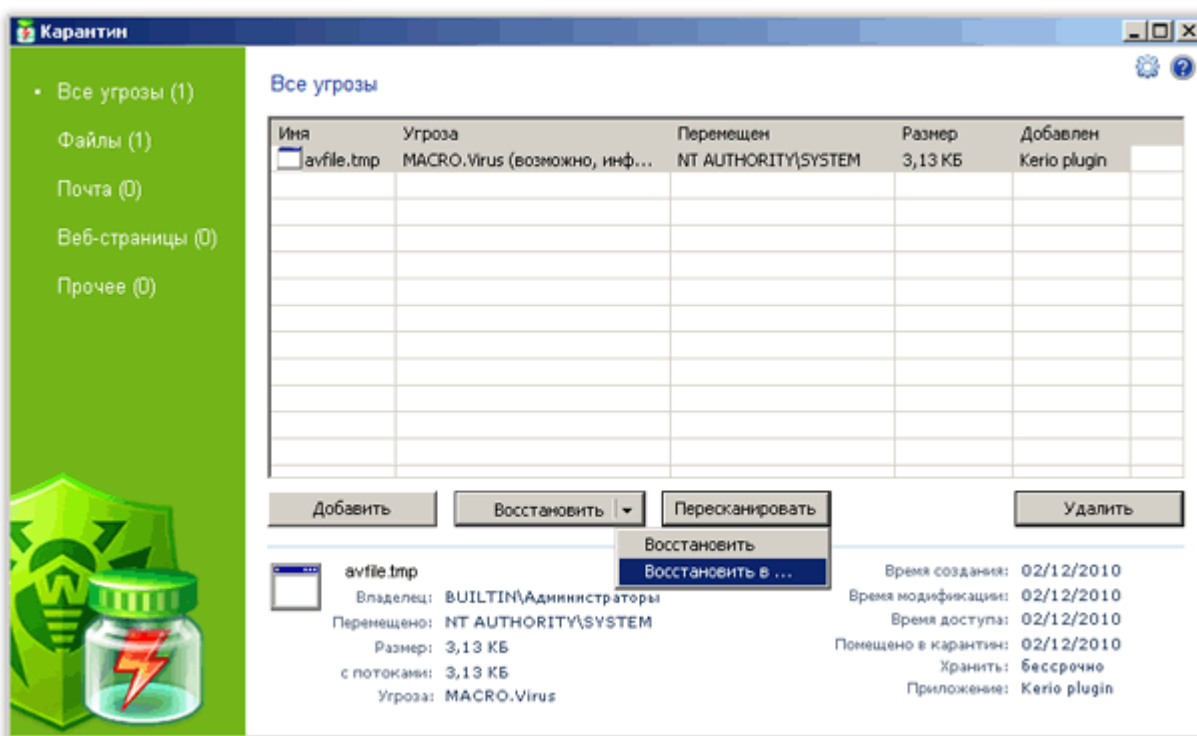 Карантин
Все угрозы (1)
Файлы (1)
Почта (0)
Веб-страницы (0)
Прочее (0)
Все угрозы
Имя Угроза Перемещен Размер Добавлен
avfile.tmp MACRO.Virus (возможно, инф... NT AUTHORITY\SYSTEM 3,13 КБ Kerio plugin
Добавить Восстановить Пересканировать Удалить
Восстановить
Восстановить в ...
avfile.tmp
Владелец: BUILTIN\Администраторы
Перемещено: NT AUTHORITY\SYSTEM
Размер: 3,13 КБ
с потоками: 3,13 КБ
Угроза: MACRO.Virus
Время создания: 02/12/2010
Время модификации: 02/12/2010
Время доступа: 02/12/2010
Помещено в карантин: 02/12/2010
Хранить: бессрочно
Приложение: Kerio plugin